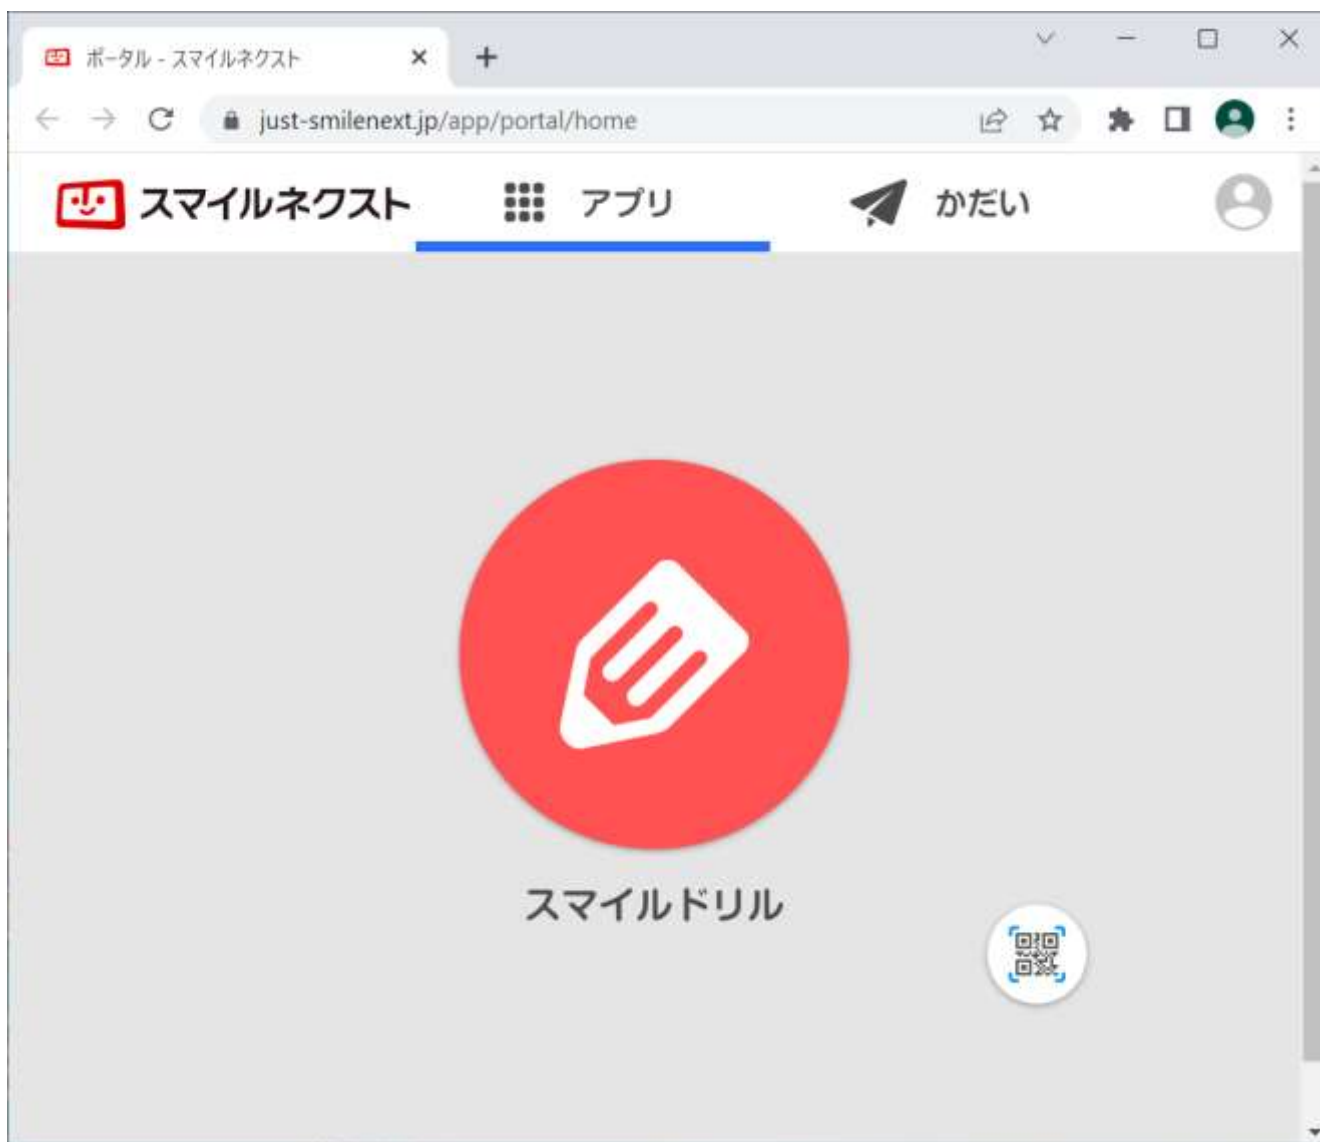 ポータル - スマイルネクスト
just-smilenext.jp/app/portal/home
スマイルネクスト アプリ かだい
スマイルドリル